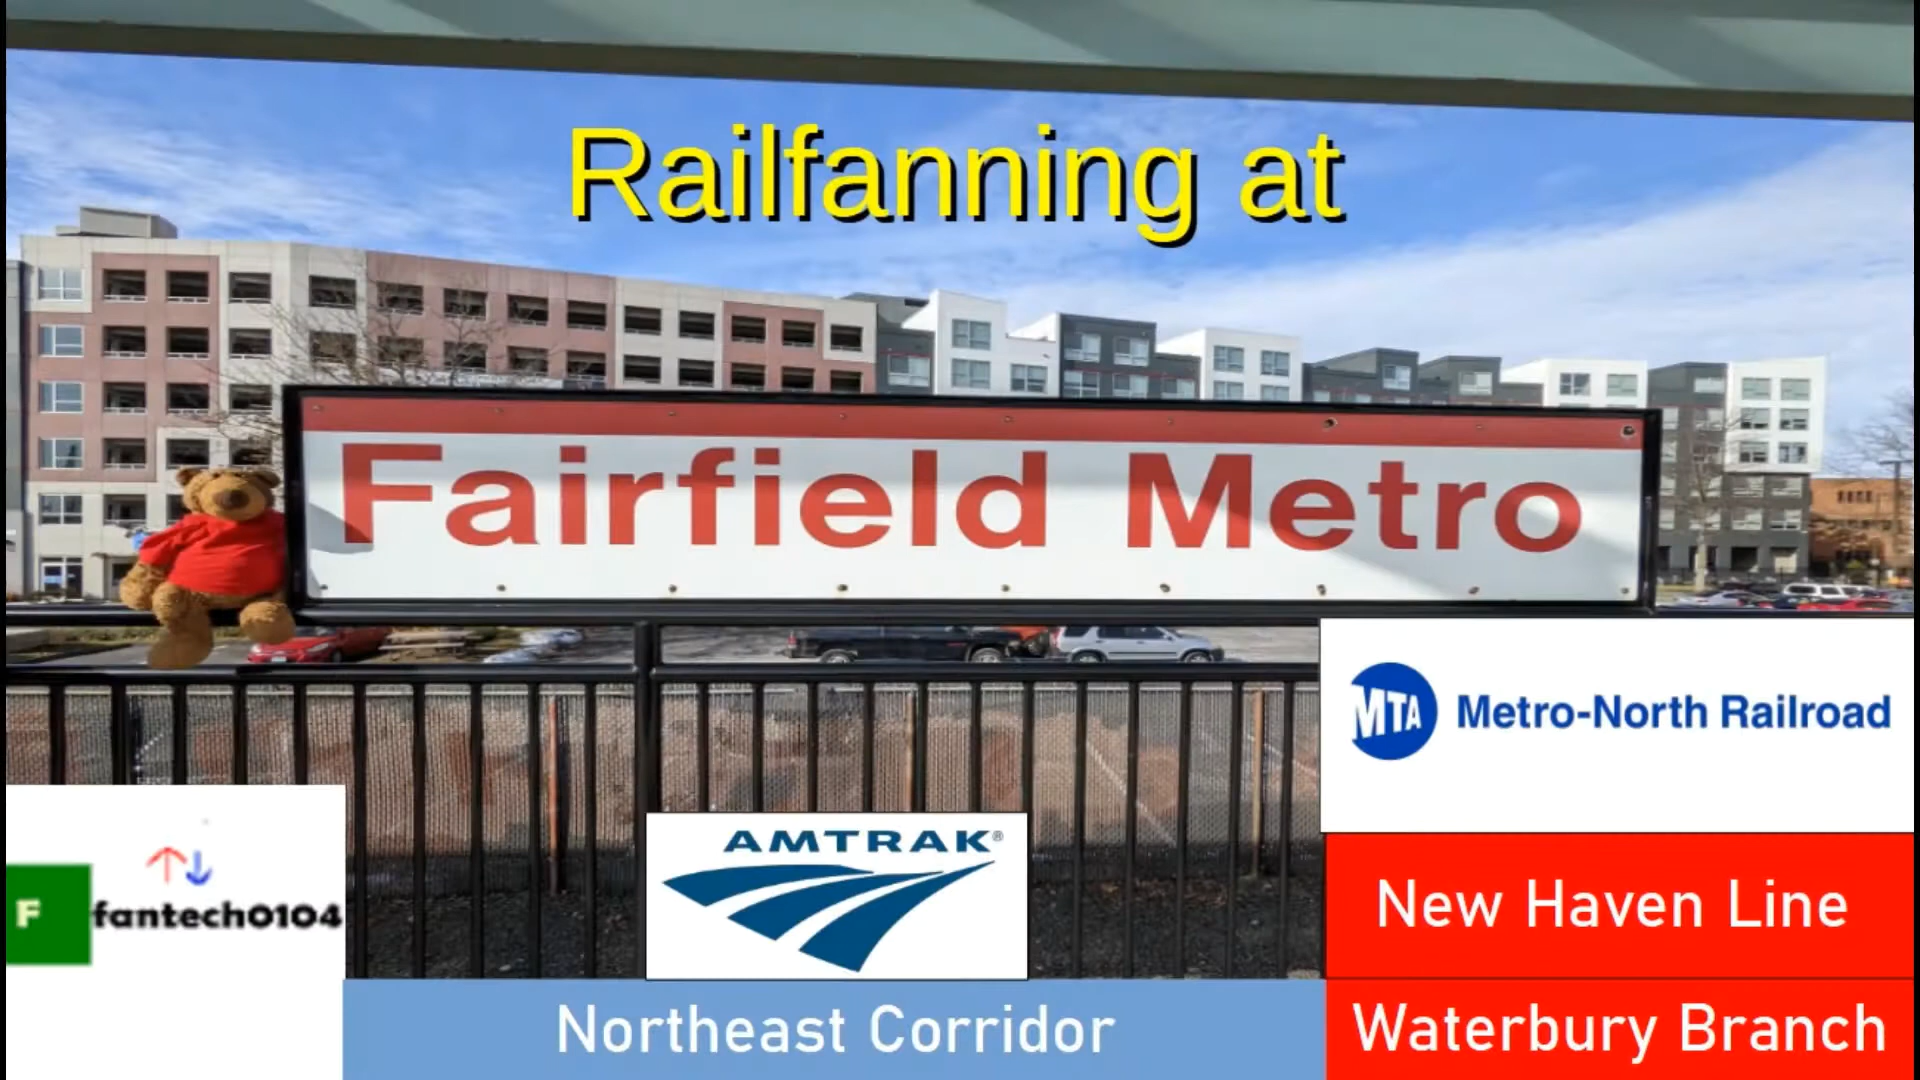 Railfanning at
Fairfield Metro
MTA Metro-North Railroad
F fantech0104
AMTRAK®
New Haven Line
Northeast Corridor
Waterbury Branch